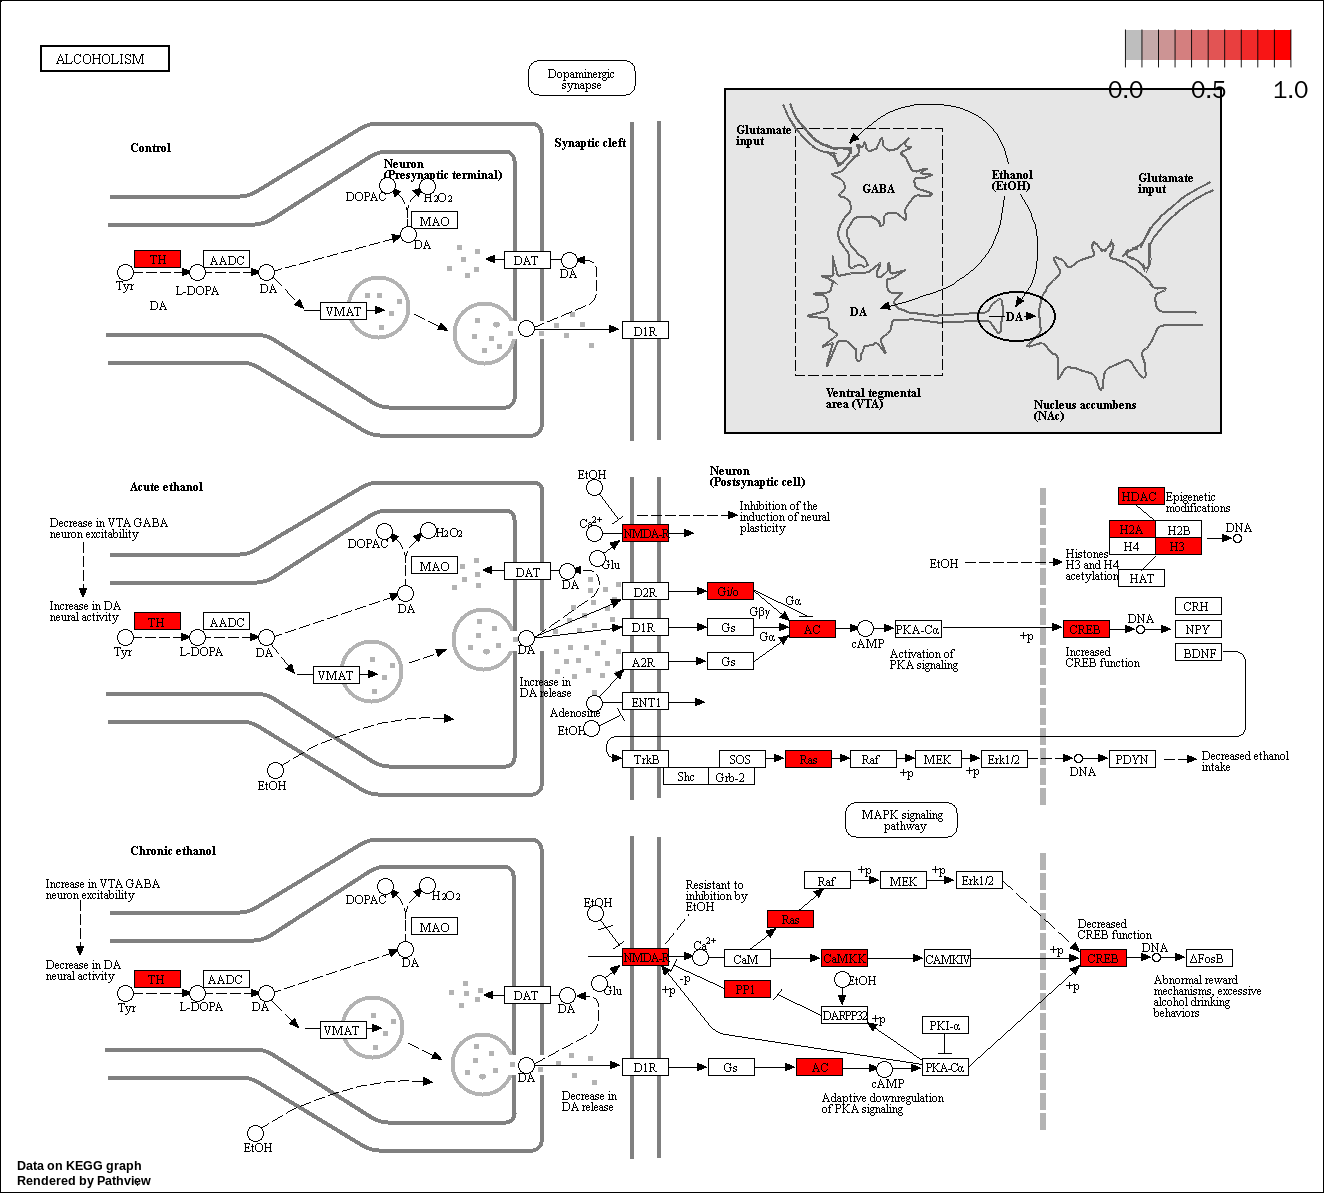 ALCOHOLISM
Dopaminergic
synapse
0.0 0.5 1.0
Control
Synaptic cleft
Neuron
(Presynaptic terminal)
DOPAC
H2O2
MAO
DA
TH
AADC
Tyr
L-DOPA
DA
DA
VMAT
DAT
DA
D1R
Glutamate
input
GABA
Ethanol
(EtOH)
Glutamate
input
DA
DA
Ventral tegmental
area (VTA)
Nucleus accumbens
(NAc)
Acute ethanol
Decrease in VTA GABA
neuron excitability
Increase in DA
neural activity
DOPAC
H2O2
MAO
DA
TH
AADC
Tyr
L-DOPA
DA
VMAT
DAT
DA
DA
Increase in
DA release
EtOH
EtOH
Ca2+
NMDA-R
Glu
Neuron
(Postsynaptic cell)
Inhibition of the
induction of neural
plasticity
D2R
Gi/o
Gα
Gβγ
D1R
Gs
Gα
AC
cAMP
PKA-Cα
Activation of
PKA signaling
+p
A2R
Gs
ENT1
Adenosine
EtOH
EtOH
Histones
H3 and H4
acetylation
HDAC
Epigenetic
modifications
H2A
H2B
H4
H3
HAT
DNA
CREB
Increased
CREB function
DNA
CRH
NPY
BDNF
TrkB
Shc
Grb-2
SOS
Ras
Raf
+p
MEK
+p
Erk1/2
DNA
PDYN
Decreased ethanol
intake
MAPK signaling
pathway
Chronic ethanol
Increase in VTA GABA
neuron excitability
Decrease in DA
neural activity
DOPAC
H2O2
MAO
DA
TH
AADC
Tyr
L-DOPA
DA
VMAT
DAT
DA
DA
Decrease in
DA release
EtOH
EtOH
NMDA-R
Glu
Resistant to
inhibition by
EtOH
Ca2+
CaM
Ras
Raf
+p
MEK
+p
Erk1/2
CaMKK
CAMKIV
+p
EtOH
PP1
-p
+p
DARPP32
+p
PKI-α
D1R
Gs
AC
cAMP
PKA-Cα
Adaptive downregulation
of PKA signaling
+p
Decreased
CREB function
CREB
DNA
ΔFosB
Abnormal reward
mechanisms, excessive
alcohol drinking
behaviors
Data on KEGG graph
Rendered by Pathview